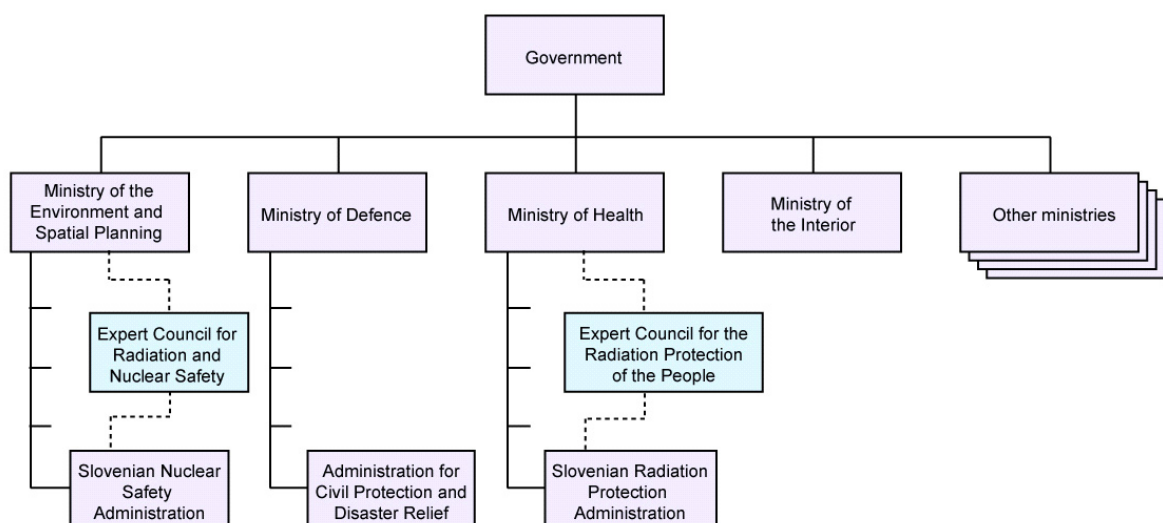 Government
Ministry of the
Environment and
Spatial Planning
Ministry of Defence
Ministry of Health
Ministry of
the Interior
Other ministries
Expert Council for
Radiation and
Nuclear Safety
Expert Council for the
Radiation Protection
of the People
Slovenian Nuclear
Safety
Administration
Administration for
Civil Protection and
Disaster Relief
Slovenian Radiation
Protection
Administration